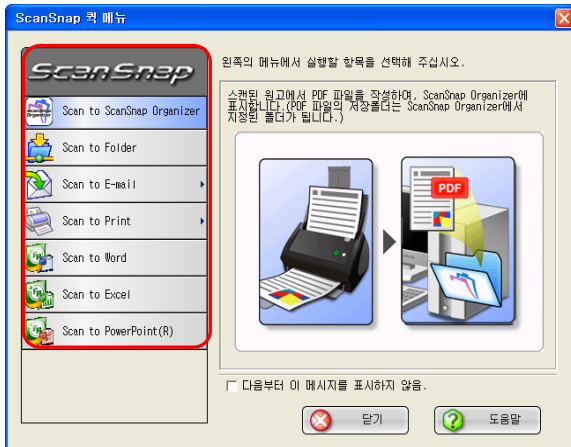 ScanSnap 퀵 메뉴
ScanSnap
Scan to ScanSnap Organizer
Scan to Folder
Scan to E-mail
Scan to Print
Scan to Word
Scan to Excel
Scan to PowerPoint(R)
왼쪽의 메뉴에서 실행할 항목을 선택해 주십시오.
스캔된 원고에서 PDF 파일을 작성하여, ScanSnap Organizer에
표시합니다.(PDF 파일의 저장폴더는 ScanSnap Organizer에서
지정된 폴더가 됩니다.)
PDF
다음부터 이 메시지를 표시하지 않음.
닫기
도움말